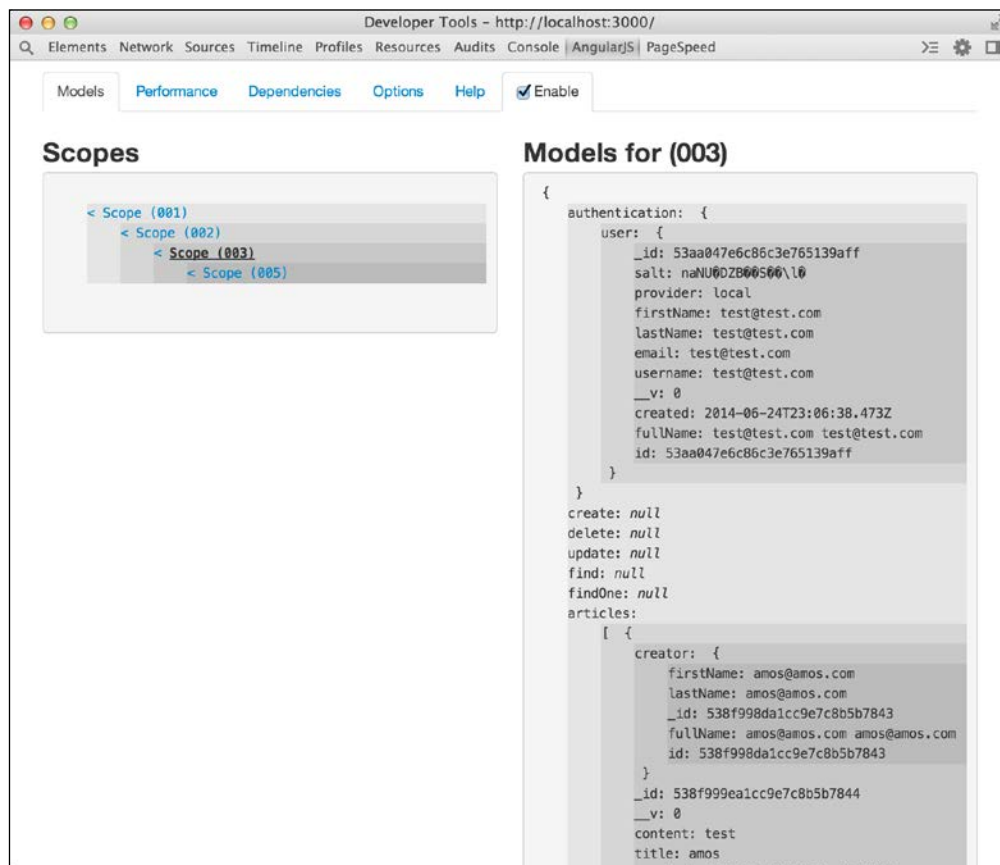 Developer Tools - http://localhost:3000/
Elements Network Sources Timeline Profiles Resources Audits Console AngularJS PageSpeed
Models Performance Dependencies Options Help Enable
Scopes
< Scope (001)
< Scope (002)
< Scope (003)
< Scope (005)
Models for (003)
{
authentication: {
user: {
_id: 53aa047e6c86c3e765139aff
salt: naNU�DZB��S��\l�
provider: local
firstName: test@test.com
lastName: test@test.com
email: test@test.com
username: test@test.com
__v: 0
created: 2014-06-24T23:06:38.473Z
fullName: test@test.com test@test.com
id: 53aa047e6c86c3e765139aff
}
}
create: null
delete: null
update: null
find: null
findOne: null
articles:
[ {
creator: {
firstName: amos@amos.com
lastName: amos@amos.com
_id: 538f998da1cc9e7c8b5b7843
fullName: amos@amos.com amos@amos.com
id: 538f998da1cc9e7c8b5b7843
}
_id: 538f999ea1cc9e7c8b5b7844
__v: 0
content: test
title: amos